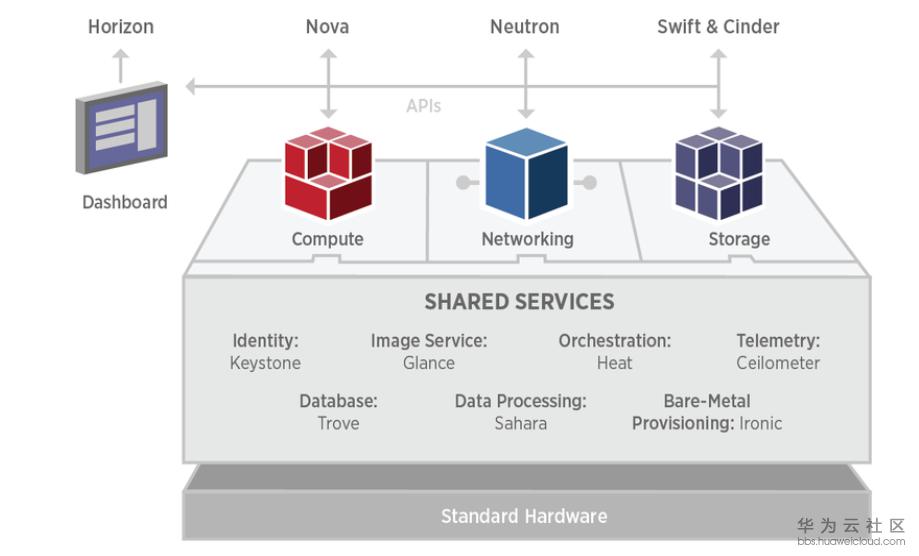 Horizon
Nova
Neutron
Swift & Cinder
APIs
Dashboard
Compute
Networking
Storage
SHARED SERVICES
Identity:
Keystone
Image Service:
Glance
Orchestration:
Heat
Telemetry:
Ceilometer
Database:
Trove
Data Processing:
Sahara
Bare-Metal
Provisioning: Ironic
Standard Hardware
华为云社区
bbs.huaweicloud.com